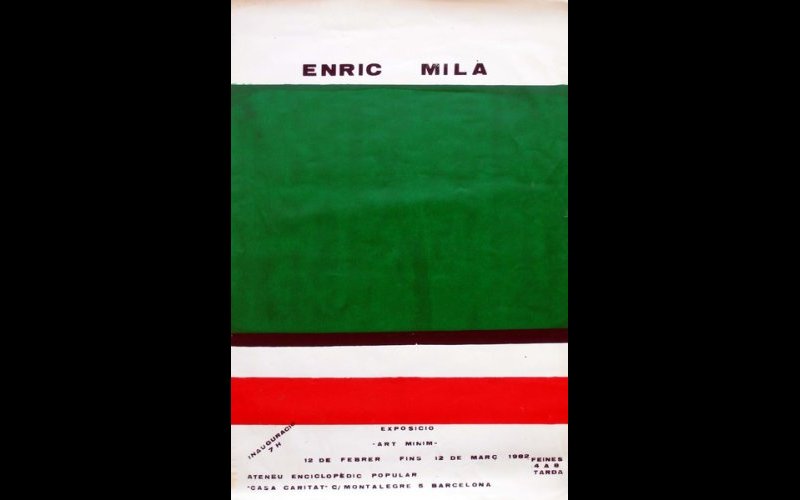 ENRIC MILÀ
INAUGURACIÓ
7 H
EXPOSICIO
-ART MINIM-
12 DE FEBRER FINS 12 DE MARÇ 1982
FEINES
4 A 8
TARDA
ATENEU ENCICLOPÈDIC POPULAR
"CASA CARITAT" C/MONTALEGRE 5 BARCELONA